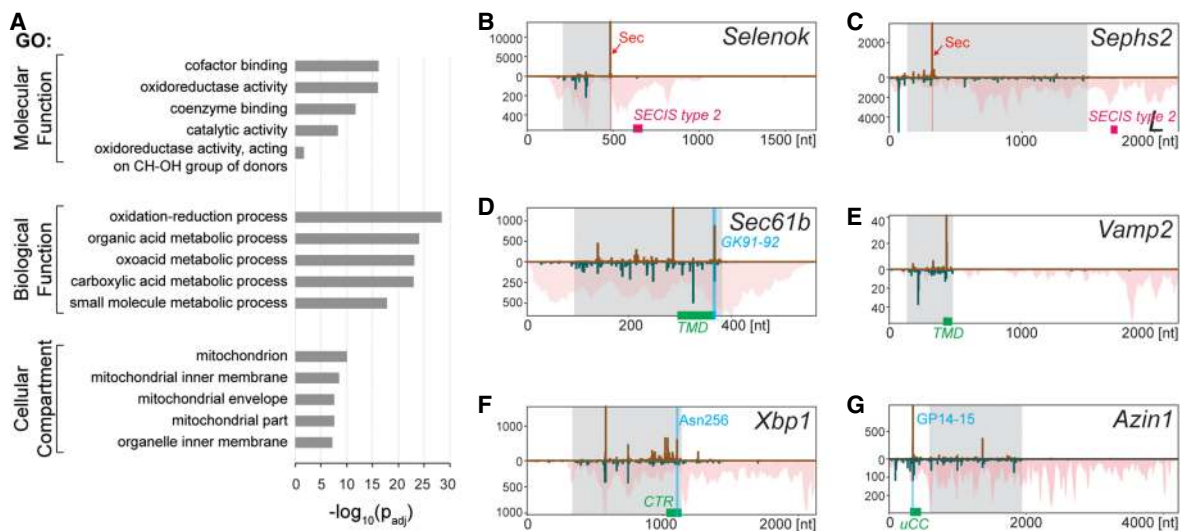 A
GO:
Molecular
Function
cofactor binding
oxidoreductase activity
coenzyme binding
catalytic activity
oxidoreductase activity, acting
on CH-OH group of donors
Biological
Function
oxidation-reduction process
organic acid metabolic process
oxoacid metabolic process
carboxylic acid metabolic process
small molecule metabolic process
Cellular
Compartment
mitochondrion
mitochondrial inner membrane
mitochondrial envelope
mitochondrial part
organelle inner membrane
0 5 10 15 20 25 30
-log10(padj)
B
Selenok
10000
5000
0
200
400
Sec
SECIS type 2
0 500 1000 1500 [nt]
C
Sephs2
2000
0
2000
4000
Sec
SECIS type 2
L
0 1000 2000 [nt]
D
Sec61b
1000
500
0
250
500
GK91-92
TMD
0 200 400 [nt]
E
Vamp2
40
20
0
20
40
TMD
0 1000 2000 [nt]
F
Xbp1
1000
0
500
1000
Asn256
CTR
0 1000 2000 [nt]
G
Azin1
500
0
100
200
GP14-15
uCC
0 2000 4000 [nt]